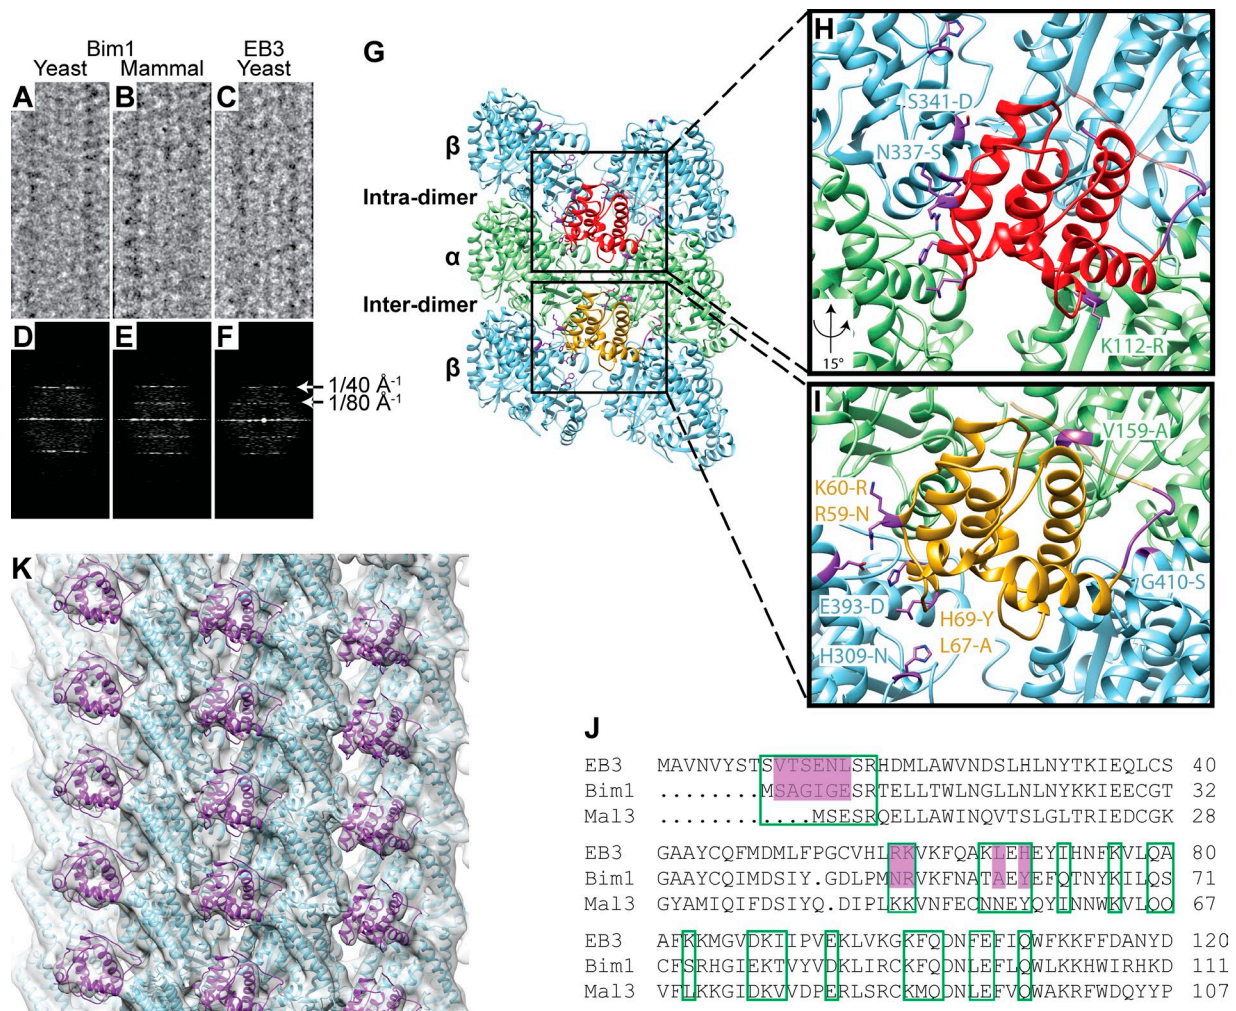 Bim1
EB3
Yeast
Mammal
Yeast
A
B
C
D
E
F
1/40 Å-1
1/80 Å-1
G
β
Intra-dimer
α
Inter-dimer
β
H
S341-D
N337-S
K112-R
15°
I
V159-A
K60-R
R59-N
G410-S
E393-D
H69-Y
L67-A
H309-N
K
J
EB3 MAVNVYSTSVTSENLSRHDMLAWVNDSLHLNYTKIEQLCS 40
Bim1 ........MSAGIGESRTELLTWLNGLLNLNYKKIEECGT 32
Mal3 ............MSESRQELLAWINQVTSLGLTRIEDCGK 28
EB3 GAAYCQFMDMLFPGCVHLRKVKFQAKLEHEYIHNFKVLQA 80
Bim1 GAAYCQIMDSIY.GDLPMNRVKFNATAEYEFQTNYKILQS 71
Mal3 GYAMIQIFDSIYQ.DIPLKKVNFECNNEYQYINNWKVLQQ 67
EB3 AFKKMGVDKIIPVEKLVKGKFQDNFEFIQWFKKFFDANYD 120
Bim1 CFSRHGIEKTVYVDKLIRCKFQDNLEFLQWLKKHWIRHKD 111
Mal3 VFLKKGIDKVVDPERLSRCKMQDNLEFVQWAKRFWDQYYP 107